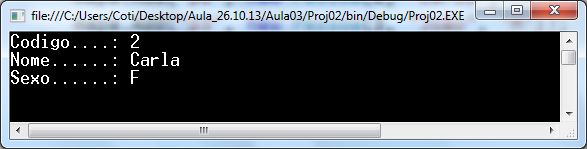 file:///C:/Users/Coti/Desktop/Aula_26.10.13/Aula03/Proj02/bin/Debug/Proj02.EXE
Codigo....: 2
Nome......: Carla
Sexo......: F